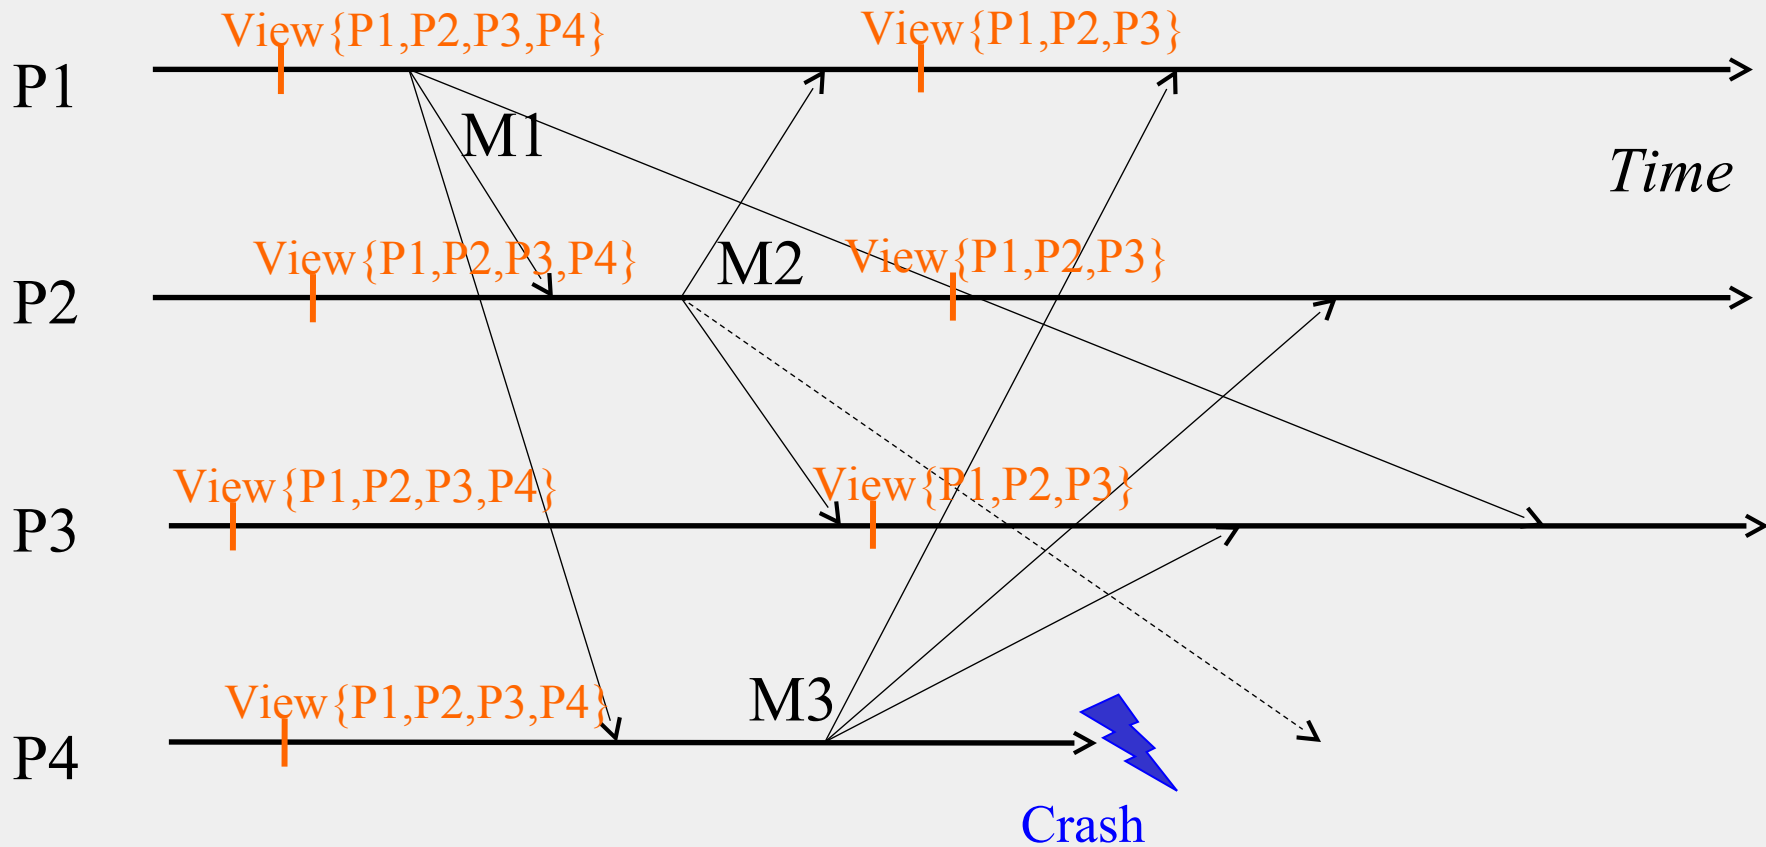 View{P1,P2,P3,P4}
View{P1,P2,P3}
P1
M1
Time
View{P1,P2,P3,P4}
M2
View{P1,P2,P3}
P2
View{P1,P2,P3,P4}
View{P1,P2,P3}
P3
View{P1,P2,P3,P4}
M3
P4
Crash